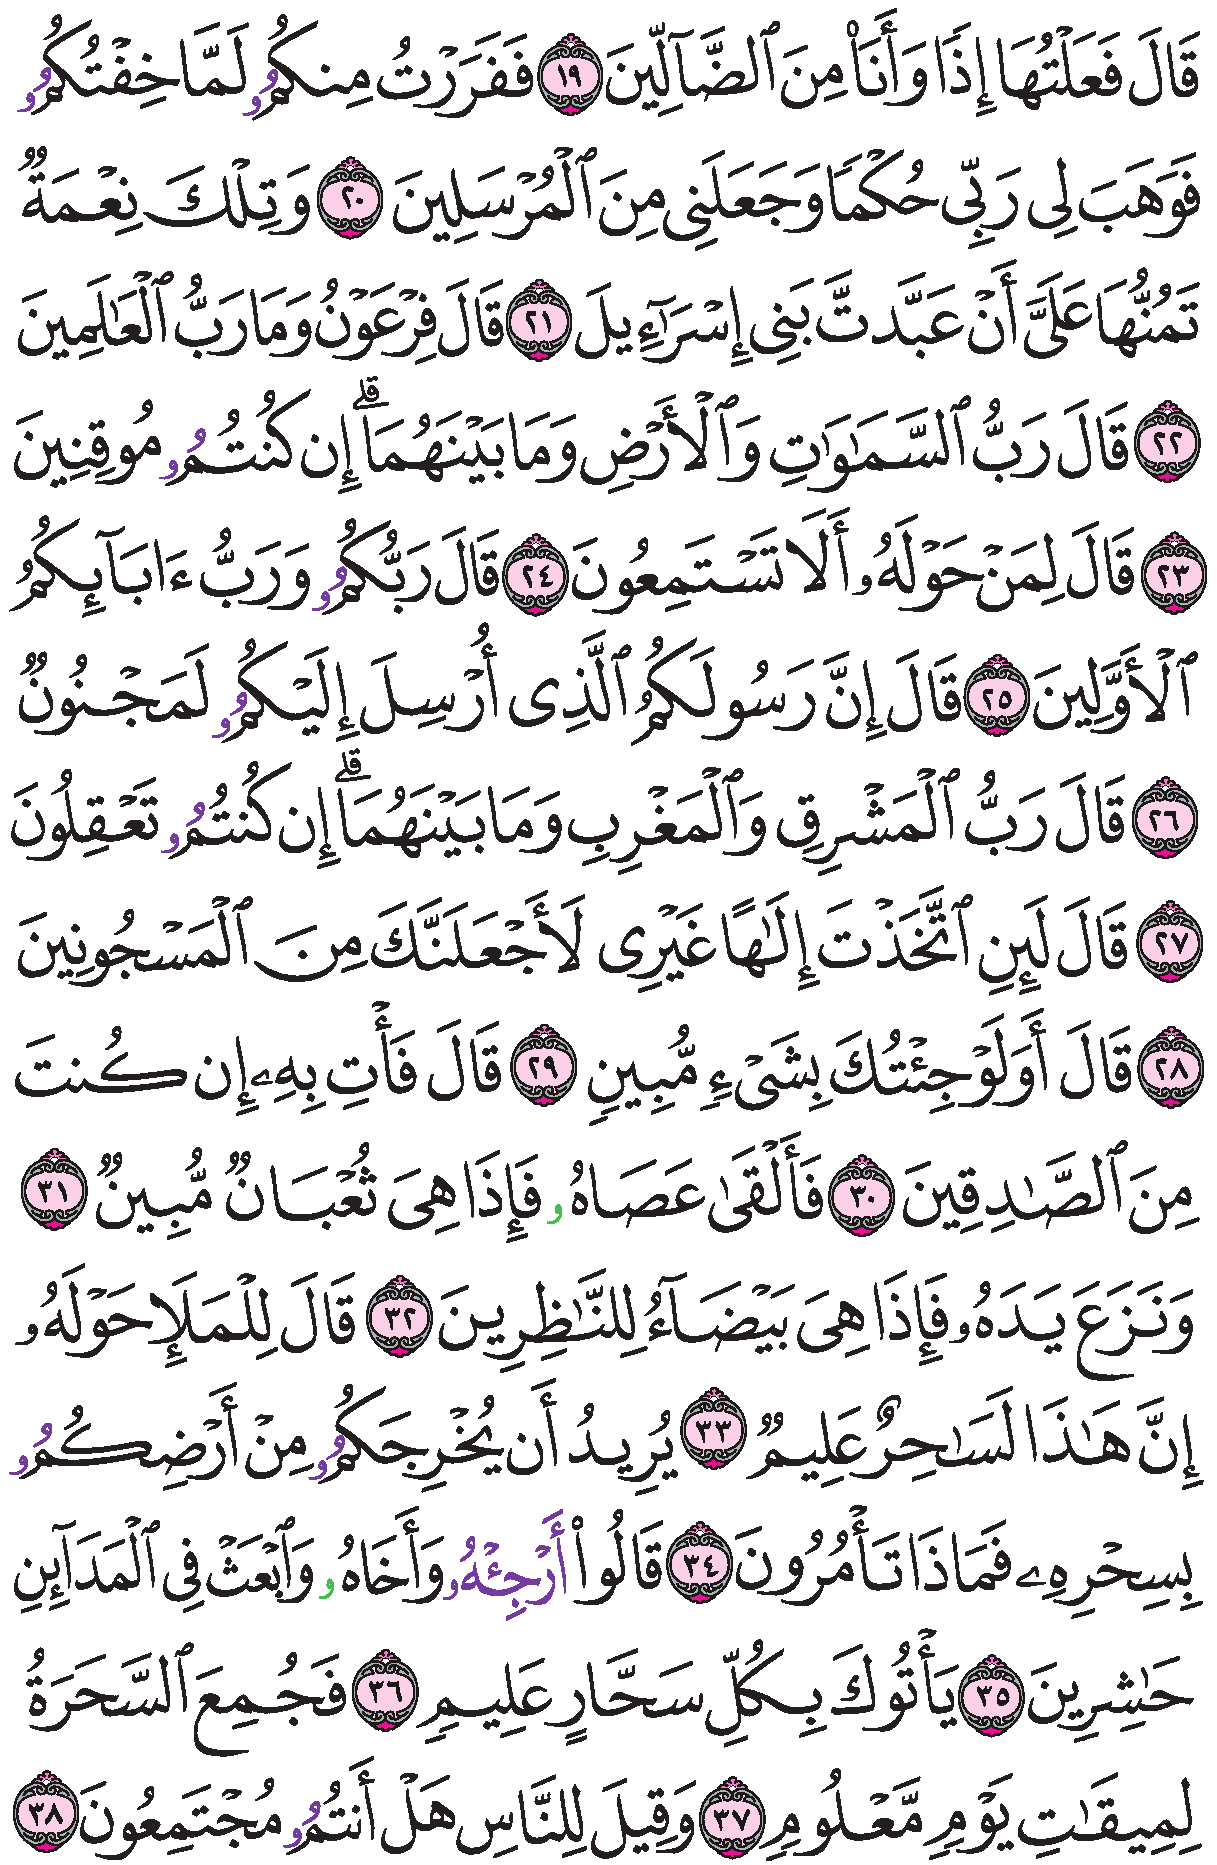 قَالَ فَعَلْتُهَا إِذًا وَأَنَا۠ مِنَ ٱلضَّآلِّينَ ١٩ فَفَرَرْتُ مِنكُمُۥ لَمَّا خِفْتُكُمُۥ
فَوَهَبَ لِى رَبِّى حُكْمًا وَجَعَلَنِى مِنَ ٱلْمُرْسَلِينَ ٢٠ وَتِلْكَ نِعْمَةٌ
تَمُنُّهَا عَلَىَّ أَنْ عَبَّدتَّ بَنِى إِسْرَٰٓءِيلَ ٢١ قَالَ فِرْعَوْنُ وَمَا رَبُّ ٱلْعَٰلَمِينَ
٢٢ قَالَ رَبُّ ٱلسَّمَٰوَٰتِ وَٱلْأَرْضِ وَمَا بَيْنَهُمَاۗ إِن كُنتُمُۥ مُوقِنِينَ
٢٣ قَالَ لِمَنْ حَوْلَهُۥ أَلَا تَسْتَمِعُونَ ٢٤ قَالَ رَبُّكُمُۥ وَرَبُّ ءَابَآئِكُمُ
ٱلْأَوَّلِينَ ٢٥ قَالَ إِنَّ رَسُولَكُمُ ٱلَّذِى أُرْسِلَ إِلَيْكُمُۥ لَمَجْنُونٌ
٢٦ قَالَ رَبُّ ٱلْمَشْرِقِ وَٱلْمَغْرِبِ وَمَا بَيْنَهُمَاۗ إِن كُنتُمُۥ تَعْقِلُونَ
٢٧ قَالَ لَئِنِ ٱتَّخَذْتَ إِلَٰهًا غَيْرِى لَأَجْعَلَنَّكَ مِنَ ٱلْمَسْجُونِينَ
٢٨ قَالَ أَوَلَوْ جِئْتُكَ بِشَىْءٍ مُّبِينٍ ٢٩ قَالَ فَأْتِ بِهِۦ إِن كُنتَ
مِنَ ٱلصَّٰدِقِينَ ٣٠ فَأَلْقَىٰ عَصَاهُۥ فَإِذَا هِىَ ثُعْبَانٌ مُّبِينٌ ٣١
وَنَزَعَ يَدَهُۥ فَإِذَا هِىَ بَيْضَآءُ لِلنَّٰظِرِينَ ٣٢ قَالَ لِلْمَلَإِ حَوْلَهُۥ
إِنَّ هَٰذَا لَسَٰحِرٌ عَلِيمٌ ٣٣ يُرِيدُ أَن يُخْرِجَكُمُۥ مِنْ أَرْضِكُمُۥ
بِسِحْرِهِۦ فَمَاذَا تَأْمُرُونَ ٣٤ قَالُوا۟ أَرْجِئْهُۥ وَأَخَاهُۥ وَٱبْعَثْ فِى ٱلْمَدَآئِنِ
حَٰشِرِينَ ٣٥ يَأْتُوكَ بِكُلِّ سَحَّارٍ عَلِيمٍ ٣٦ فَجُمِعَ ٱلسَّحَرَةُ
لِمِيقَٰتِ يَوْمٍ مَّعْلُومٍ ٣٧ وَقِيلَ لِلنَّاسِ هَلْ أَنتُمُۥ مُجْتَمِعُونَ ٣٨